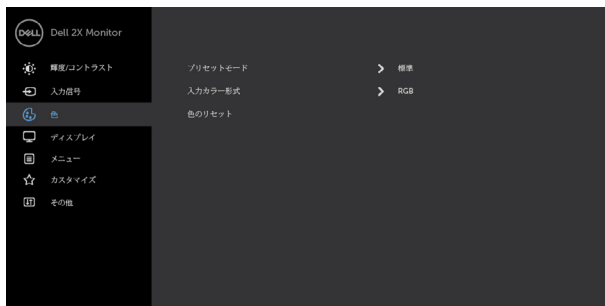 DELL Dell 2X Monitor
輝度/コントラスト
入力信号
色
ディスプレイ
メニュー
カスタマイズ
その他
プリセットモード 標準
入力カラー形式 RGB
色のリセット